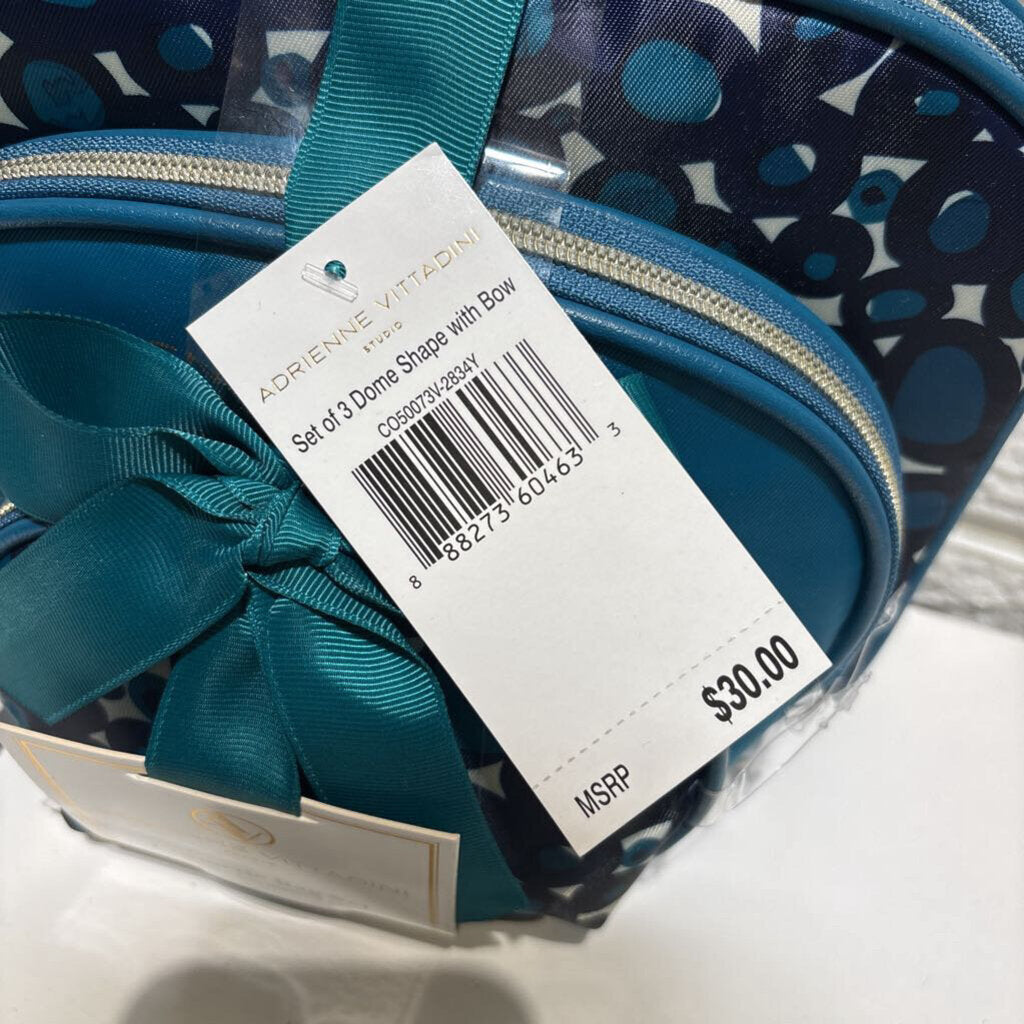 ADRIENNE VITTADINI
STUDIO
Set of 3 Dome Shape with Bow
CO50073V-2834Y
8 88273 60463 3
MSRP $30.00